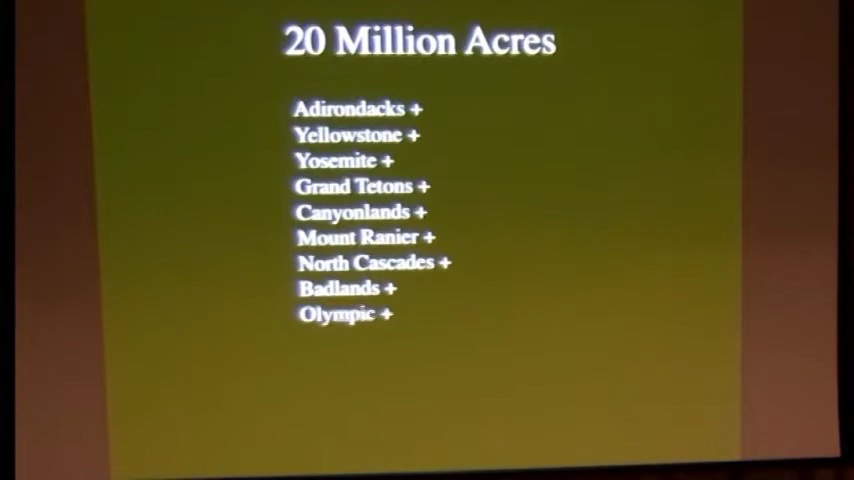 20 Million Acres
Adirondacks +
Yellowstone +
Yosemite +
Grand Tetons +
Canyonlands +
Mount Ranier +
North Cascades +
Badlands +
Olympic +